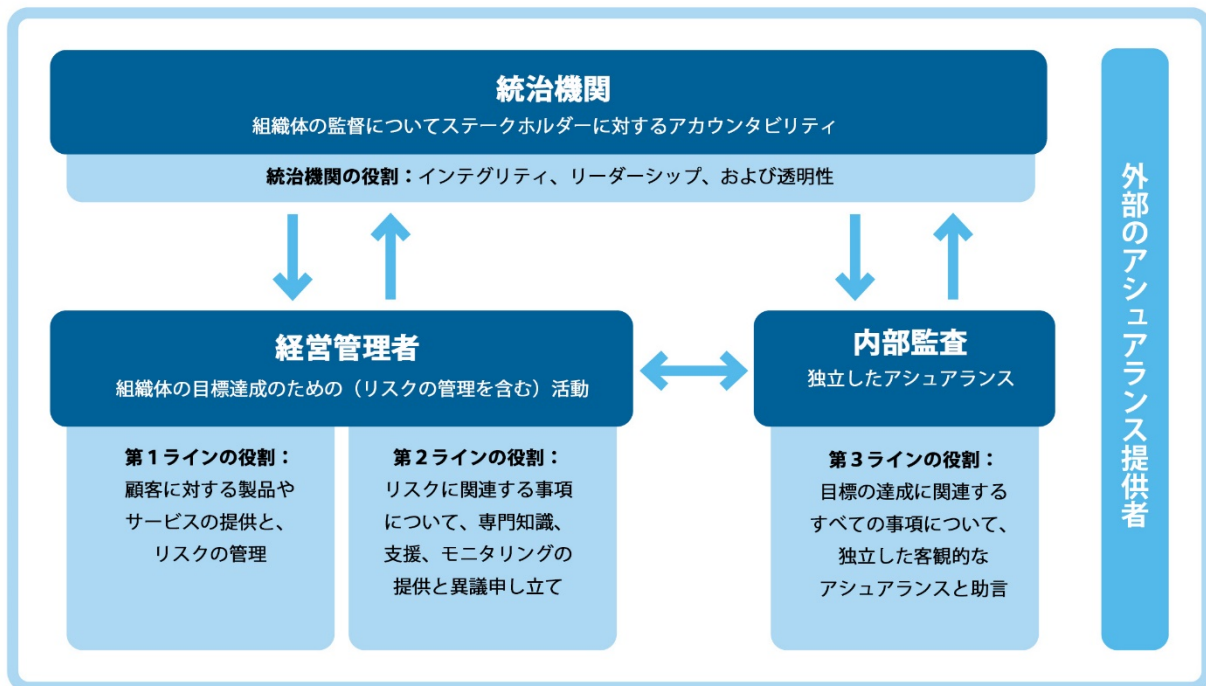 統治機関
組織体の監督についてステークホルダーに対するアカウンタビリティ
統治機関の役割：インテグリティ、リーダーシップ、および透明性
経営管理者
組織体の目標達成のための（リスクの管理を含む）活動
第１ラインの役割：
顧客に対する製品や
サービスの提供と、
リスクの管理
第２ラインの役割：
リスクに関連する事項
について、専門知識、
支援、モニタリングの
提供と異議申し立て
内部監査
独立したアシュアランス
第３ラインの役割：
目標の達成に関連する
すべての事項について、
独立した客観的な
アシュアランスと助言
外部のアシュアランス提供者